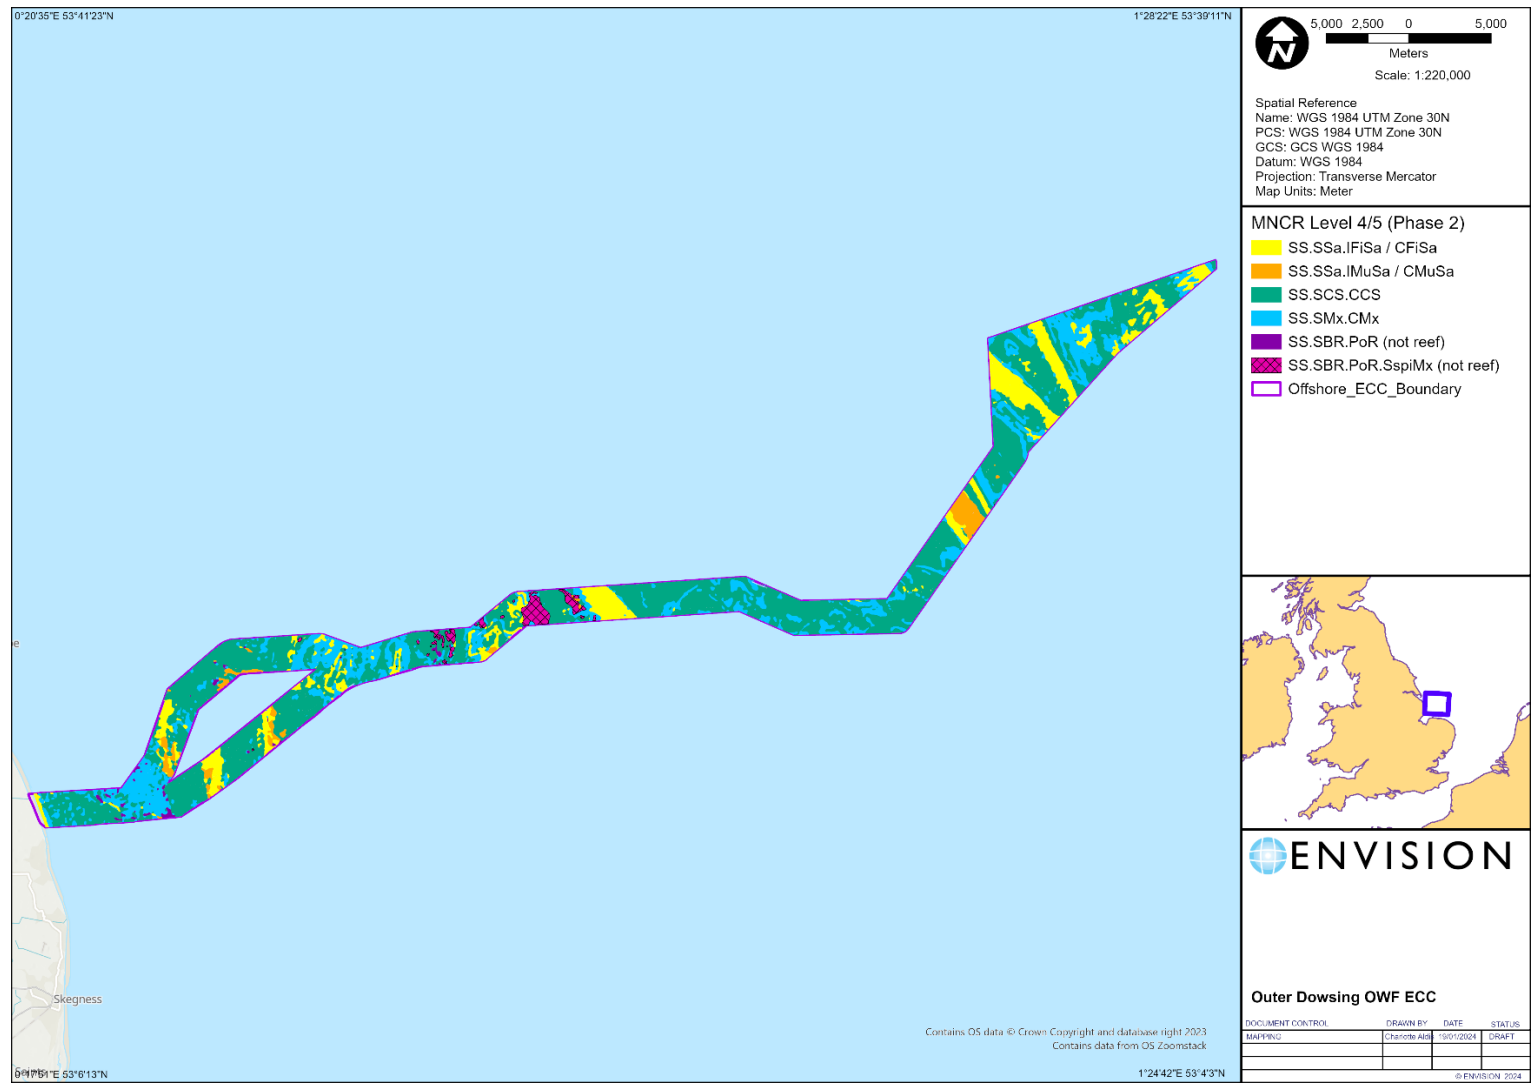 0°20'35"E 53°41'23"N
1°28'22"E 53°39'11"N
e
Skegness
Contains OS data © Crown Copyright and database right 2023
Contains data from OS Zoomstack
1°24'42"E 53°4'3"N
N
5,000 2,500 0 5,000
Meters
Scale: 1:220,000
Spatial Reference
Name: WGS 1984 UTM Zone 30N
PCS: WGS 1984 UTM Zone 30N
GCS: GCS WGS 1984
Datum: WGS 1984
Projection: Transverse Mercator
Map Units: Meter
MNCR Level 4/5 (Phase 2)
SS.SSa.IFiSa / CFiSa
SS.SSa.IMuSa / CMuSa
SS.SCS.CCS
SS.SMx.CMx
SS.SBR.PoR (not reef)
SS.SBR.PoR.SspiMx (not reef)
Offshore_ECC_Boundary
ENVISION
Outer Dowsing OWF ECC
DOCUMENT CONTROL DRAWN BY DATE STATUS
MAPPING Charlotte 19/01/2024 DRAFT
© ENVISION 2024